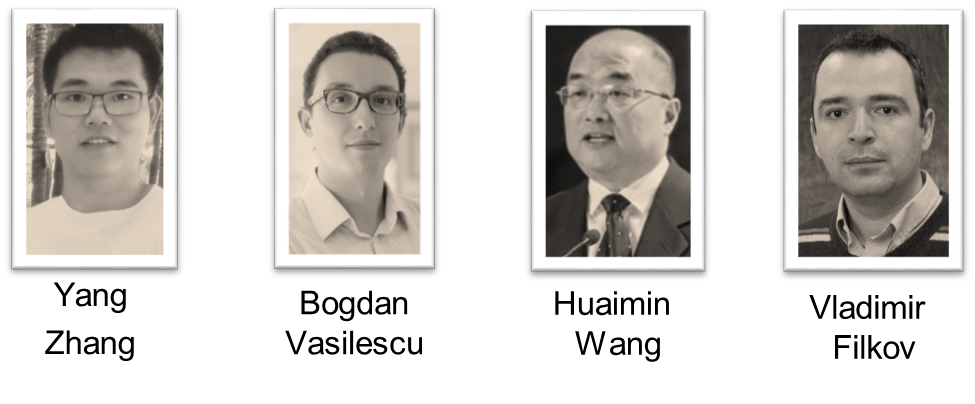 Yang
Zhang
Bogdan
Vasilescu
Huaimin
Wang
Vladimir
Filkov